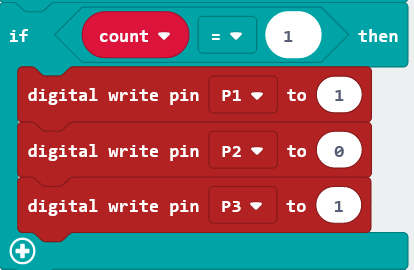 if count = 1 then
digital write pin P1 to 1
digital write pin P2 to 0
digital write pin P3 to 1